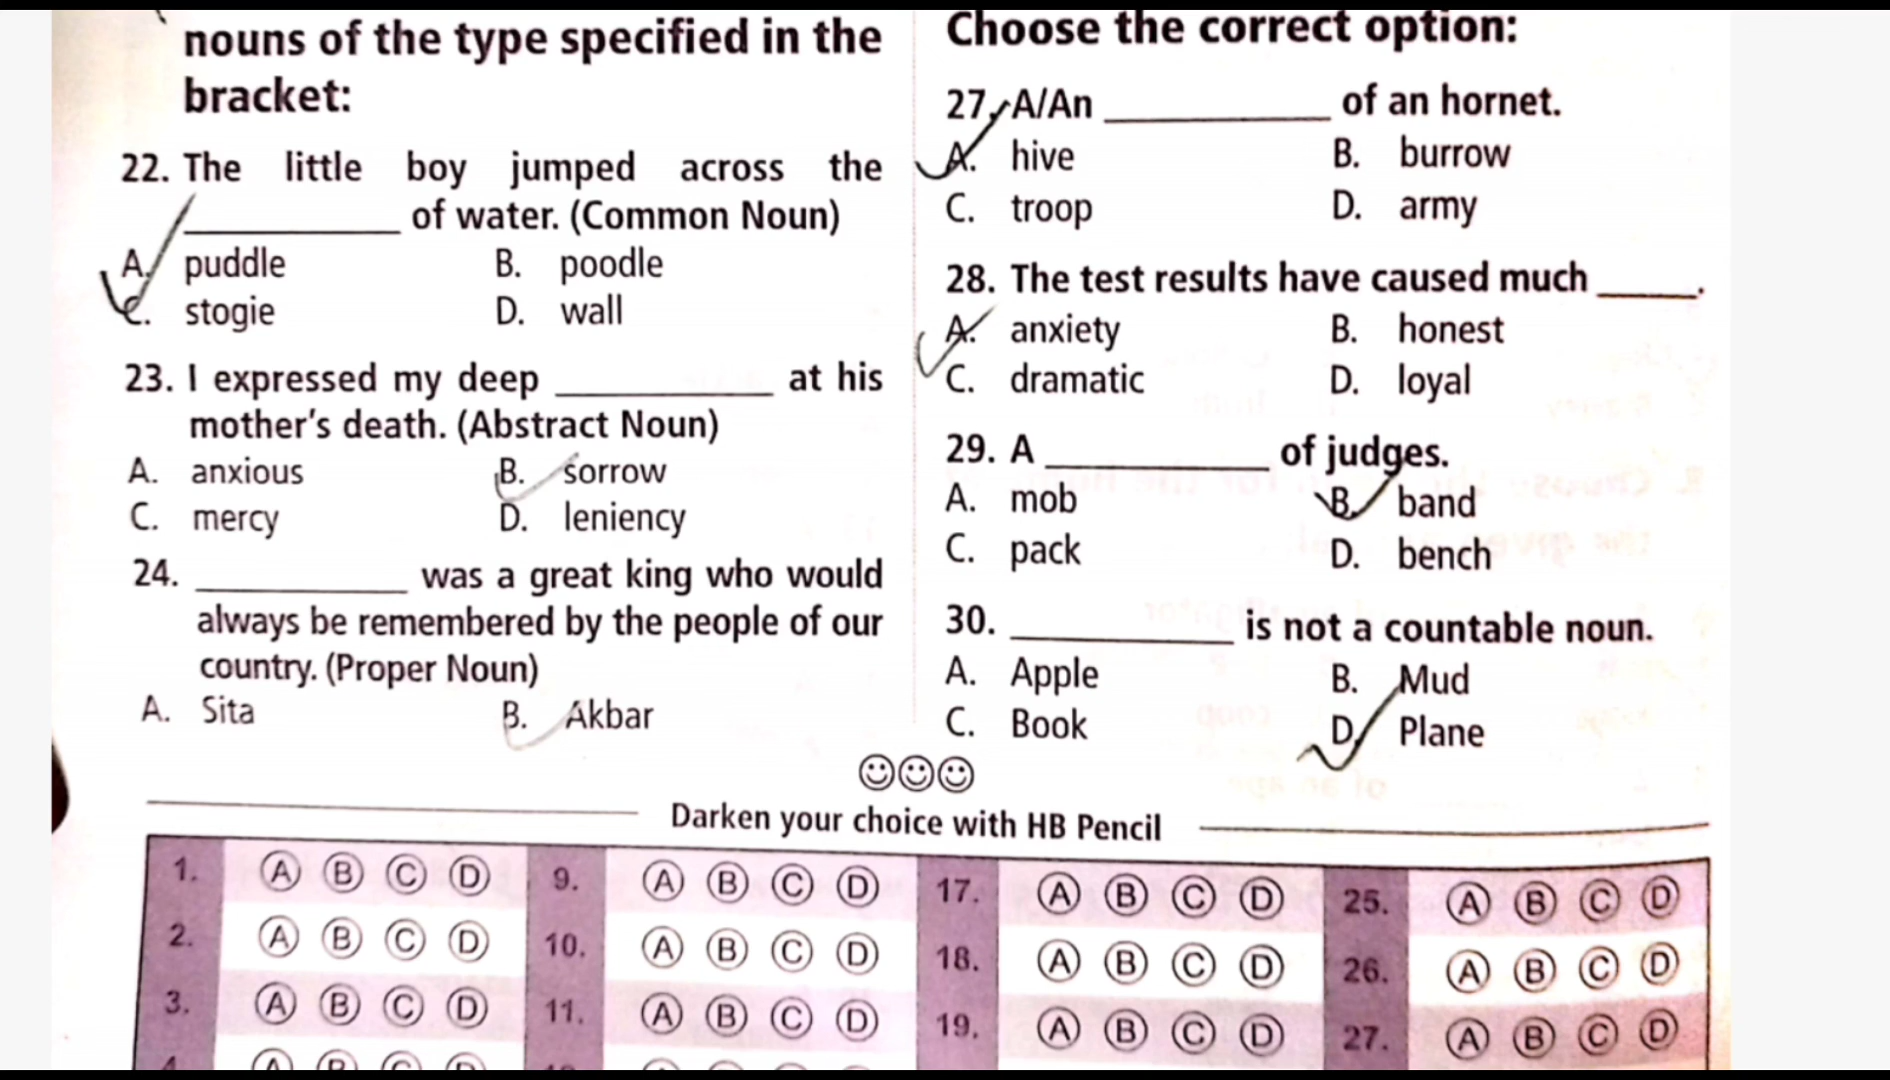 nouns of the type specified in the
bracket:
22. The little boy jumped across the
__________ of water. (Common Noun)
A. puddle B. poodle
C. stogie D. wall
23. I expressed my deep __________ at his
mother's death. (Abstract Noun)
A. anxious B. sorrow
C. mercy D. leniency
24. __________ was a great king who would
always be remembered by the people of our
country. (Proper Noun)
A. Sita B. Akbar
Choose the correct option:
27. A/An __________ of an hornet.
A. hive B. burrow
C. troop D. army
28. The test results have caused much _____.
A. anxiety B. honest
C. dramatic D. loyal
29. A __________ of judges.
A. mob B. band
C. pack D. bench
30. __________ is not a countable noun.
A. Apple B. Mud
C. Book D. Plane
Darken your choice with HB Pencil
1. A B C D 9. A B C D 17. A B C D 25. A B C D
2. A B C D 10. A B C D 18. A B C D 26. A B C D
3. A B C D 11. A B C D 19. A B C D 27. A B C D